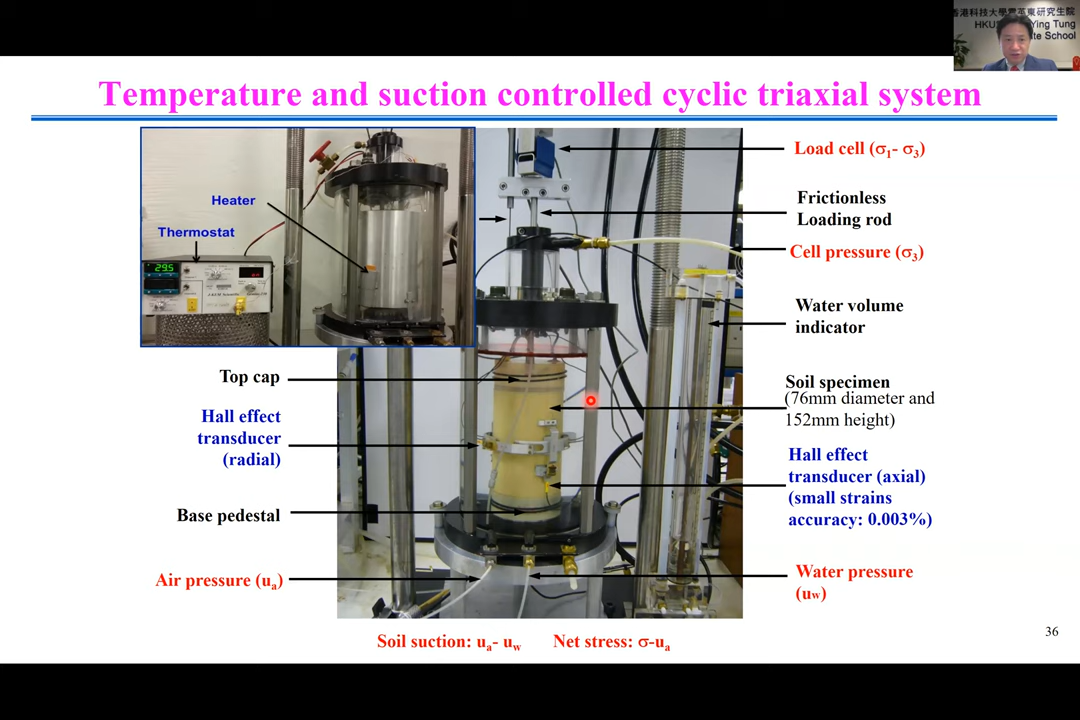 香港科技大學霍英東研究生院
HKUS Ying Tung
te School
Temperature and suction controlled cyclic triaxial system
Heater
Thermostat
29.5
Load cell (σ1- σ3)
Frictionless
Loading rod
Cell pressure (σ3)
Water volume
indicator
Top cap
Soil specimen
(76mm diameter and
152mm height)
Hall effect
transducer
(radial)
Hall effect
transducer (axial)
(small strains
accuracy: 0.003%)
Base pedestal
Air pressure (ua)
Water pressure
(uw)
Soil suction: ua- uw Net stress: σ-ua
36